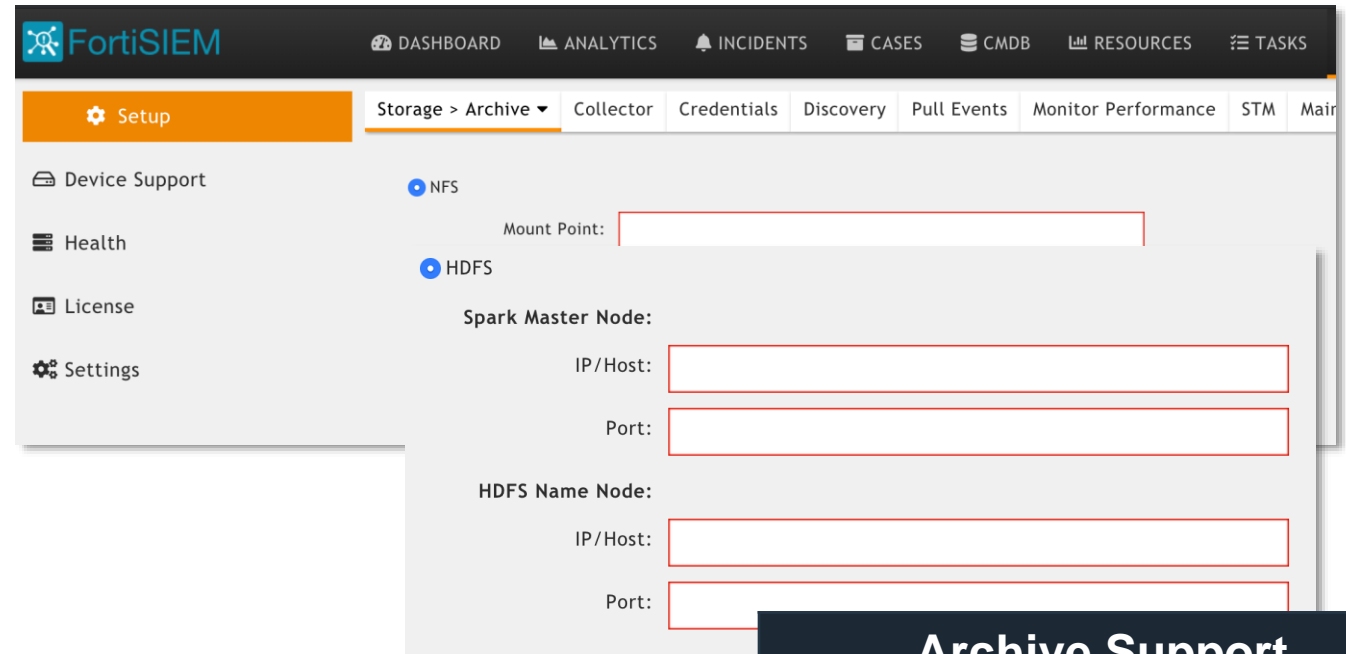 FortiSIEM
DASHBOARD ANALYTICS INCIDENTS CASES CMDB RESOURCES TASKS
Setup
Storage > Archive Collector Credentials Discovery Pull Events Monitor Performance STM
Device Support
Health
License
Settings
NFS
Mount Point:
HDFS
Spark Master Node:
IP/Host:
Port:
HDFS Name Node:
IP/Host:
Port:
Archive Support